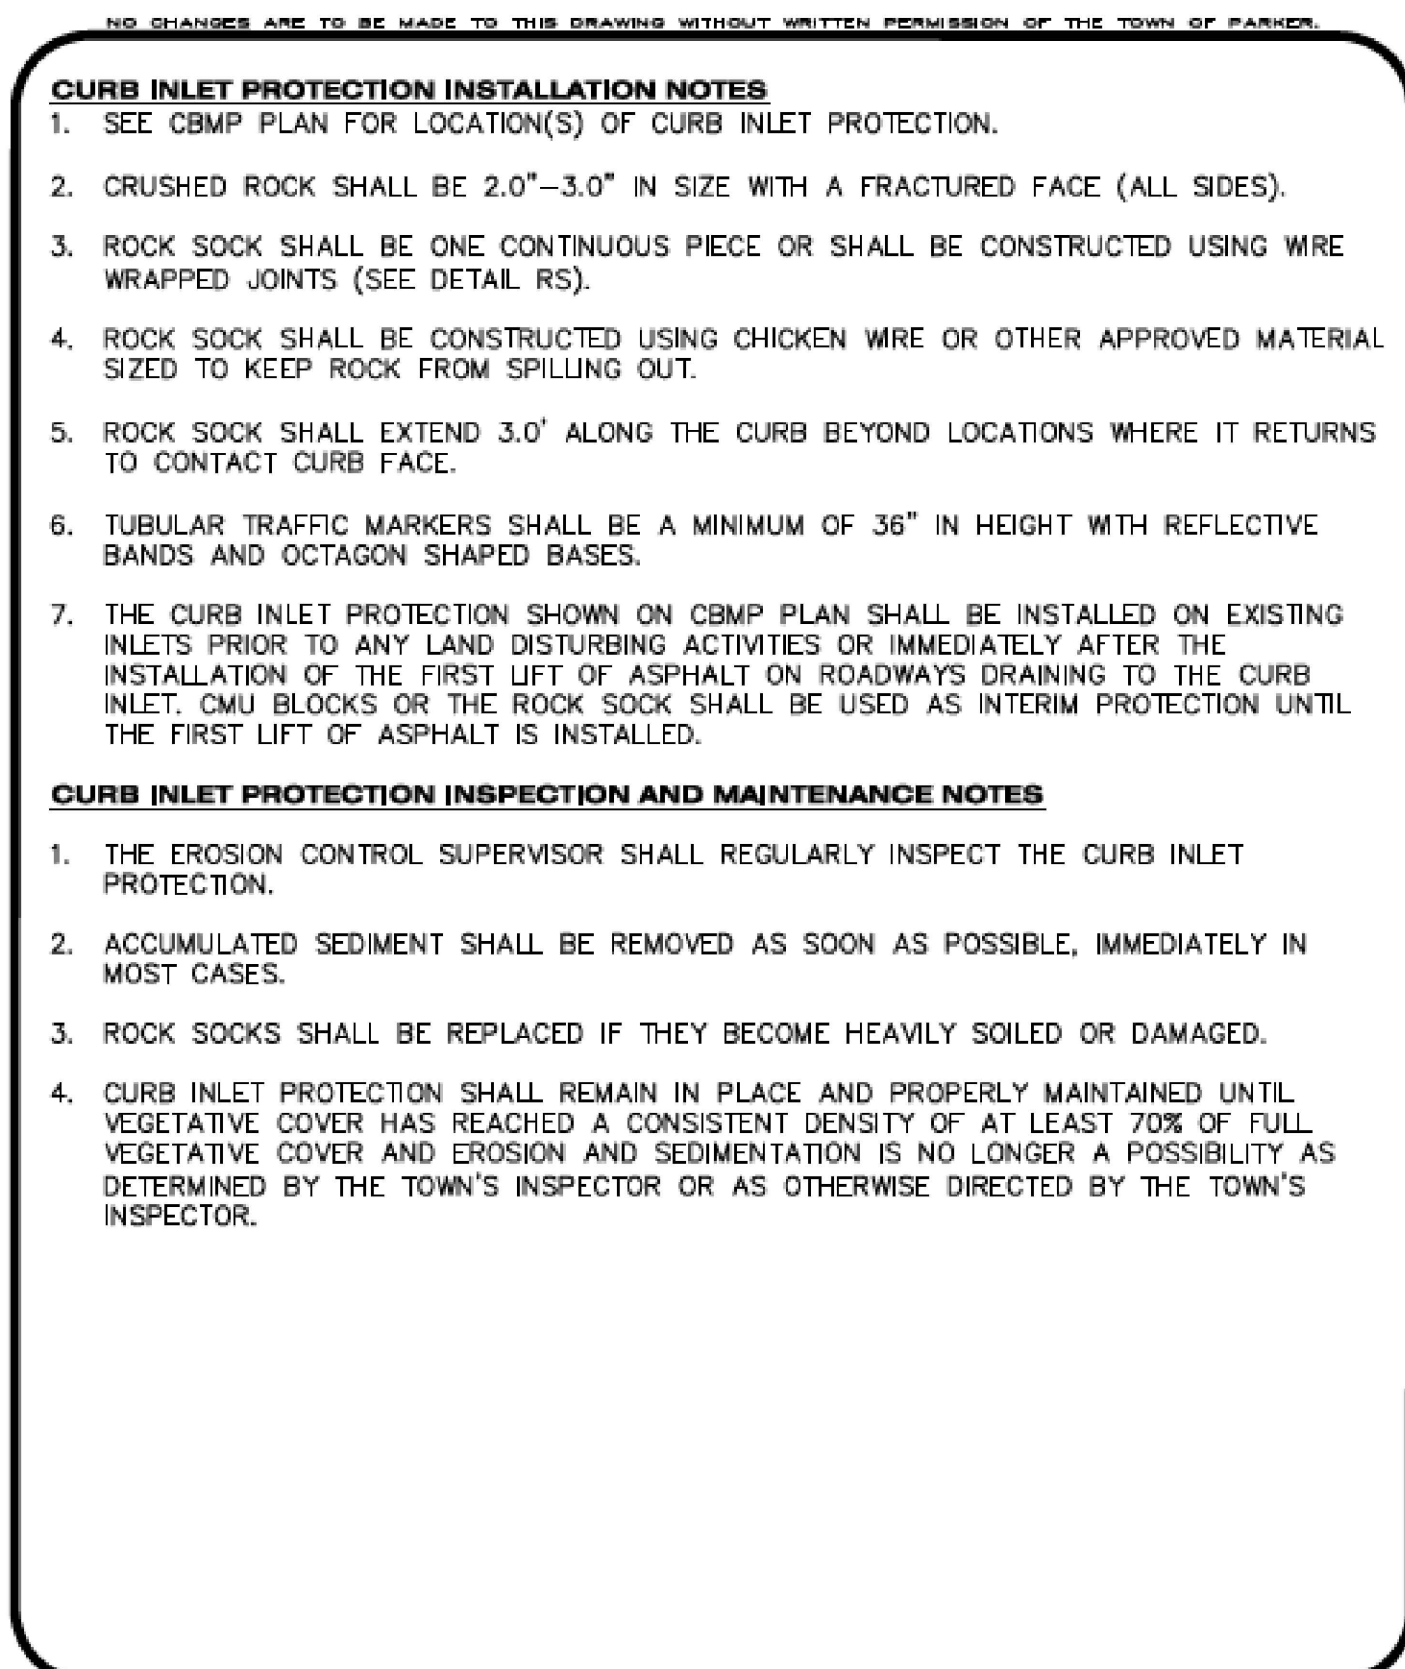 NO CHANGES ARE TO BE MADE TO THIS DRAWING WITHOUT WRITTEN PERMISSION OF THE TOWN OF PARKER.
CURB INLET PROTECTION INSTALLATION NOTES
1. SEE CBMP PLAN FOR LOCATION(S) OF CURB INLET PROTECTION.
2. CRUSHED ROCK SHALL BE 2.0"–3.0" IN SIZE WITH A FRACTURED FACE (ALL SIDES).
3. ROCK SOCK SHALL BE ONE CONTINUOUS PIECE OR SHALL BE CONSTRUCTED USING WIRE
WRAPPED JOINTS (SEE DETAIL RS).
4. ROCK SOCK SHALL BE CONSTRUCTED USING CHICKEN WIRE OR OTHER APPROVED MATERIAL
SIZED TO KEEP ROCK FROM SPILLING OUT.
5. ROCK SOCK SHALL EXTEND 3.0' ALONG THE CURB BEYOND LOCATIONS WHERE IT RETURNS
TO CONTACT CURB FACE.
6. TUBULAR TRAFFIC MARKERS SHALL BE A MINIMUM OF 36" IN HEIGHT WITH REFLECTIVE
BANDS AND OCTAGON SHAPED BASES.
7. THE CURB INLET PROTECTION SHOWN ON CBMP PLAN SHALL BE INSTALLED ON EXISTING
INLETS PRIOR TO ANY LAND DISTURBING ACTIVITIES OR IMMEDIATELY AFTER THE
INSTALLATION OF THE FIRST LIFT OF ASPHALT ON ROADWAYS DRAINING TO THE CURB
INLET. CMU BLOCKS OR THE ROCK SOCK SHALL BE USED AS INTERIM PROTECTION UNTIL
THE FIRST LIFT OF ASPHALT IS INSTALLED.
CURB INLET PROTECTION INSPECTION AND MAINTENANCE NOTES
1. THE EROSION CONTROL SUPERVISOR SHALL REGULARLY INSPECT THE CURB INLET
PROTECTION.
2. ACCUMULATED SEDIMENT SHALL BE REMOVED AS SOON AS POSSIBLE, IMMEDIATELY IN
MOST CASES.
3. ROCK SOCKS SHALL BE REPLACED IF THEY BECOME HEAVILY SOILED OR DAMAGED.
4. CURB INLET PROTECTION SHALL REMAIN IN PLACE AND PROPERLY MAINTAINED UNTIL
VEGETATIVE COVER HAS REACHED A CONSISTENT DENSITY OF AT LEAST 70% OF FULL
VEGETATIVE COVER AND EROSION AND SEDIMENTATION IS NO LONGER A POSSIBILITY AS
DETERMINED BY THE TOWN'S INSPECTOR OR AS OTHERWISE DIRECTED BY THE TOWN'S
INSPECTOR.